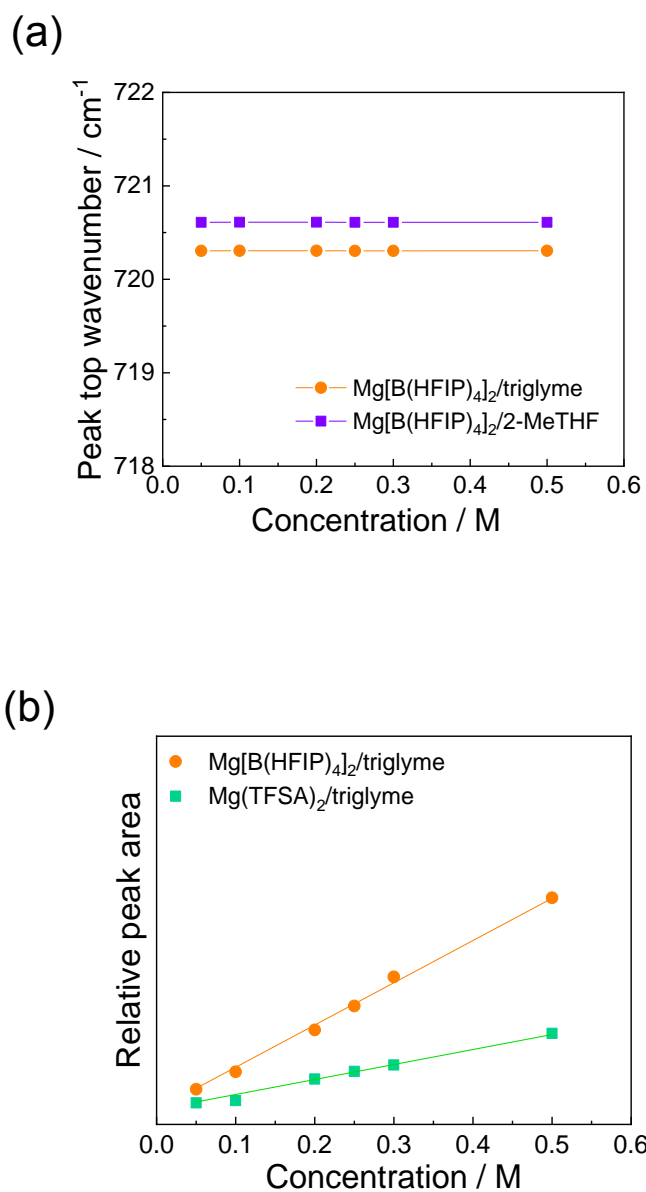 (a)
Peak top wavenumber / cm⁻¹
722
721
720
719
718
Mg[B(HFIP)₄]₂/triglyme
Mg[B(HFIP)₄]₂/2-MeTHF
0.0 0.1 0.2 0.3 0.4 0.5 0.6
Concentration / M
(b)
Relative peak area
Mg[B(HFIP)₄]₂/triglyme
Mg(TFSA)₂/triglyme
0.0 0.1 0.2 0.3 0.4 0.5 0.6
Concentration / M